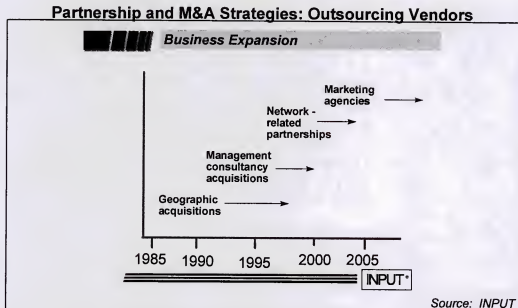 Partnership and M&A Strategies: Outsourcing Vendors
Business Expansion
Marketing
agencies
Network -
related
partnerships
Management
consultancy
acquisitions
Geographic
acquisitions
1985 1990 1995 2000 2005
INPUT®
Source: INPUT